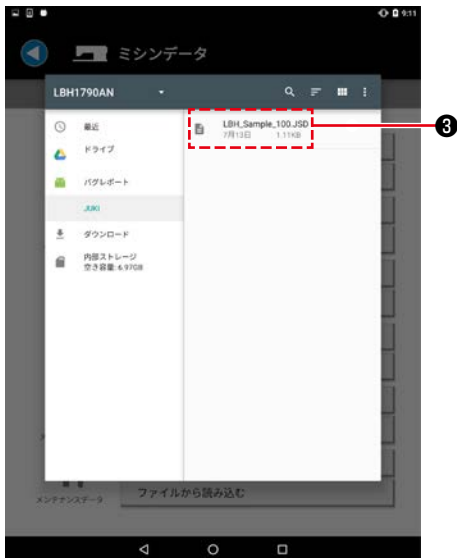 9:11
ミシンデータ
LBH1790AN
最近
ドライブ
バグレポート
JUKI
ダウンロード
内部ストレージ
空き容量: 6.97GB
LBH_Sample_100.JSD
7月13日 1.11KB
❸
メンテナンスデータ
ファイルから読み込む